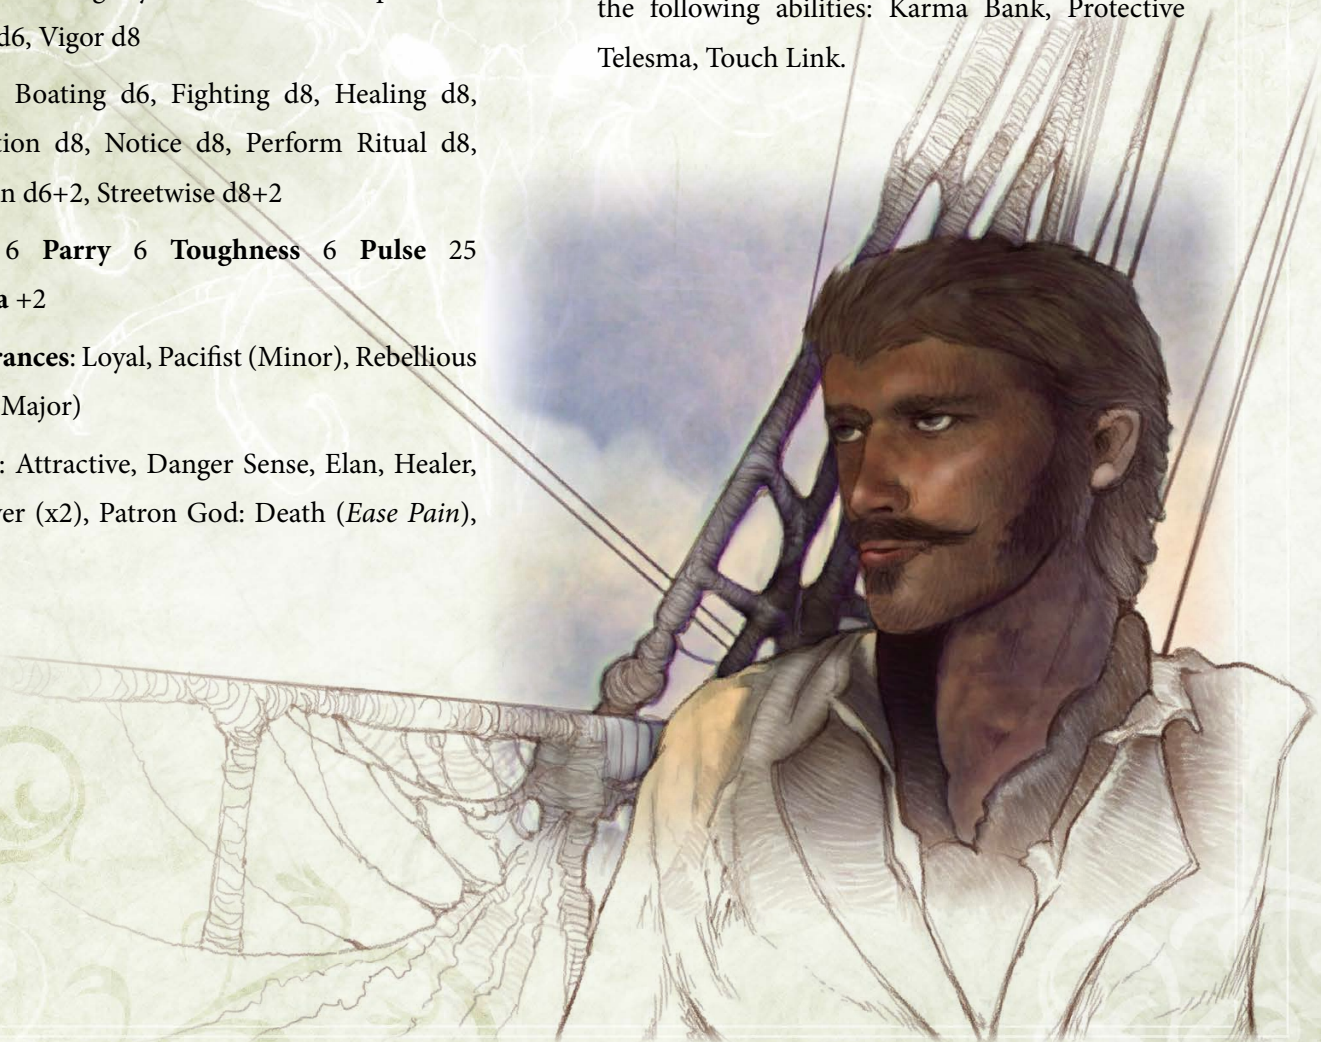 d6, Vigor d8
Boating d6, Fighting d8, Healing d8,
tion d8, Notice d8, Perform Ritual d8,
n d6+2, Streetwise d8+2
6 Parry 6 Toughness 6 Pulse 25
a +2
rances: Loyal, Pacifist (Minor), Rebellious
Major)
: Attractive, Danger Sense, Elan, Healer,
ver (x2), Patron God: Death (Ease Pain),
the following abilities: Karma Bank, Protective
Telesma, Touch Link.